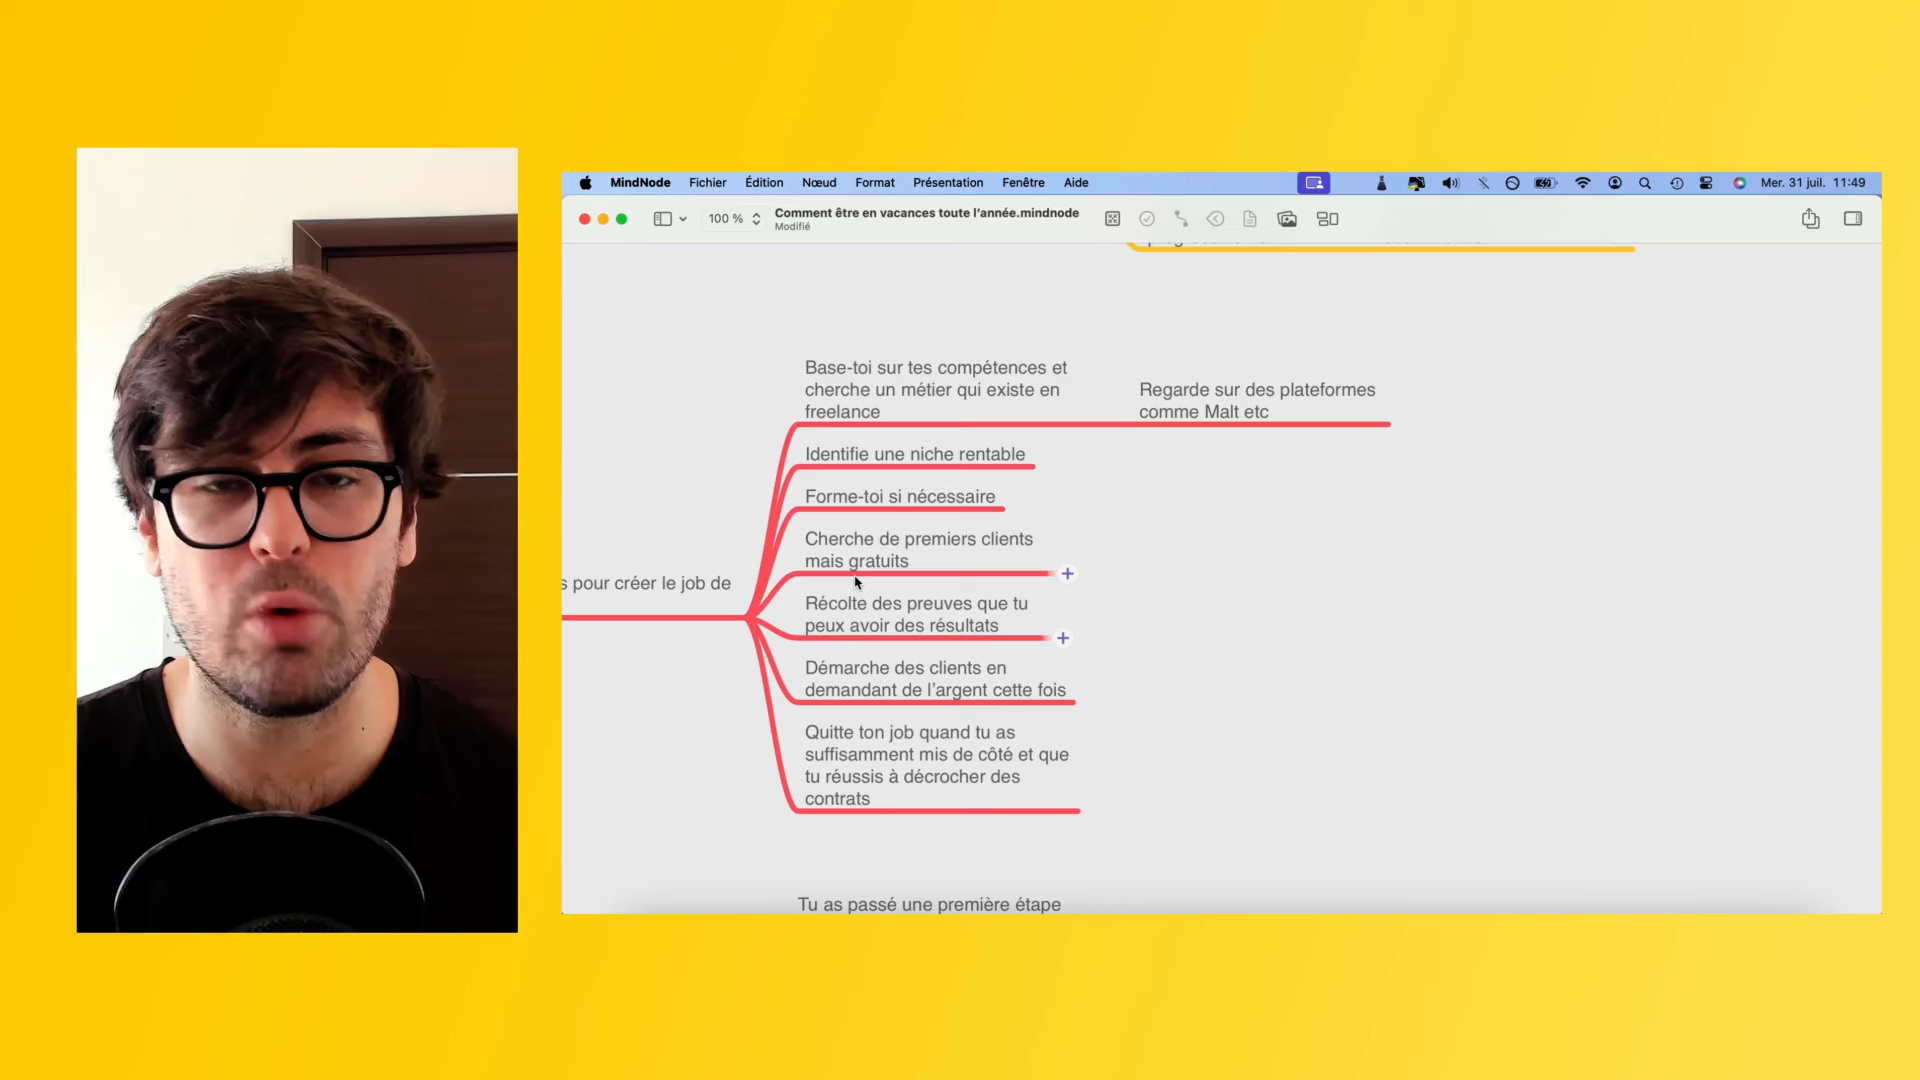 MindNode Fichier Édition Nœud Format Présentation Fenêtre Aide Mer. 31 juil. 11:49
100 % Comment être en vacances toute l'année.mindnode
Modifié
Base-toi sur tes compétences et
cherche un métier qui existe en
freelance
Regarde sur des plateformes
comme Malt etc
Identifie une niche rentable
Forme-toi si nécessaire
Cherche de premiers clients
mais gratuits
s pour créer le job de
Récolte des preuves que tu
peux avoir des résultats
Démarche des clients en
demandant de l'argent cette fois
Quitte ton job quand tu as
suffisamment mis de côté et que
tu réussis à décrocher des
contrats
Tu as passé une première étape